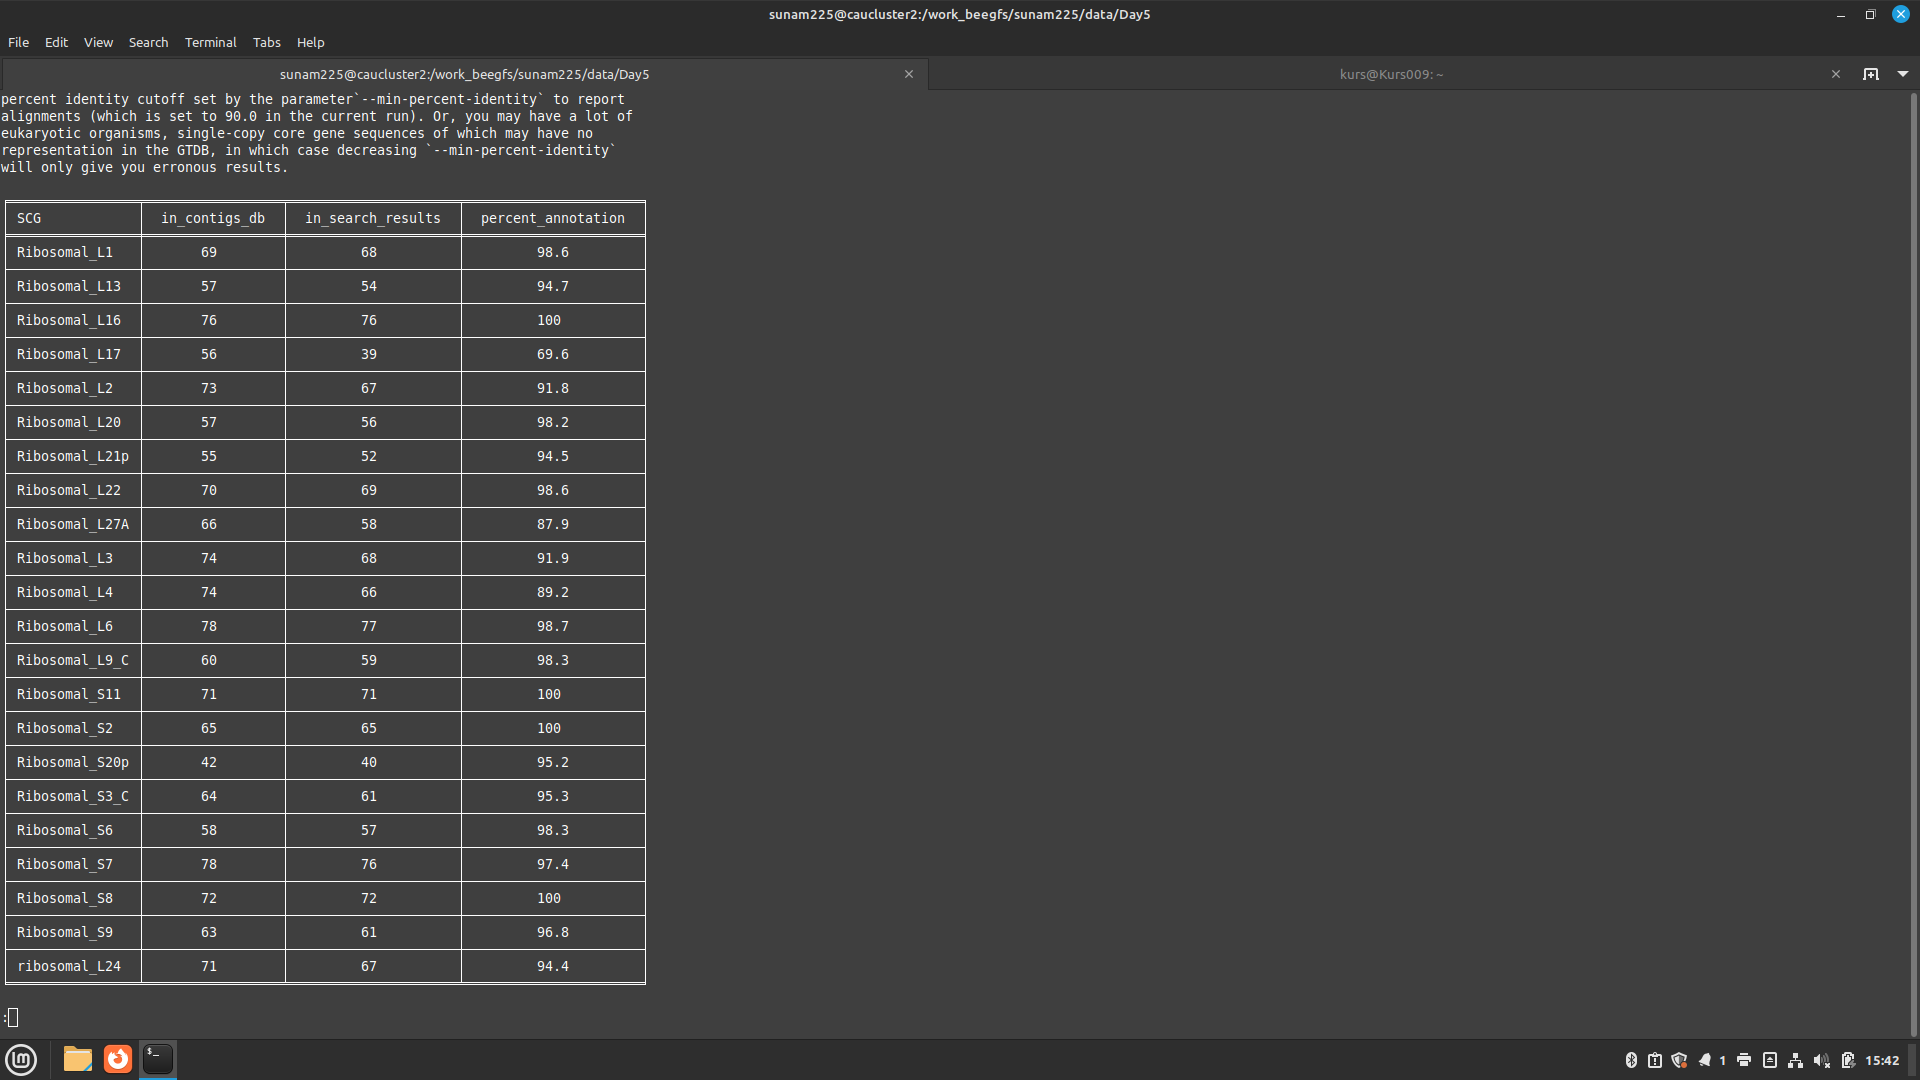 sunam225@caucluster2:/work_beegfs/sunam225/data/Day5
File Edit View Search Terminal Tabs Help
sunam225@caucluster2:/work_beegfs/sunam225/data/Day5 kurs@Kurs009: ~
percent identity cutoff set by the parameter`--min-percent-identity` to report
alignments (which is set to 90.0 in the current run). Or, you may have a lot of
eukaryotic organisms, single-copy core gene sequences of which may have no
representation in the GTDB, in which case decreasing `--min-percent-identity`
will only give you erronous results.
SCG in_contigs_db in_search_results percent_annotation
Ribosomal_L1 69 68 98.6
Ribosomal_L13 57 54 94.7
Ribosomal_L16 76 76 100
Ribosomal_L17 56 39 69.6
Ribosomal_L2 73 67 91.8
Ribosomal_L20 57 56 98.2
Ribosomal_L21p 55 52 94.5
Ribosomal_L22 70 69 98.6
Ribosomal_L27A 66 58 87.9
Ribosomal_L3 74 68 91.9
Ribosomal_L4 74 66 89.2
Ribosomal_L6 78 77 98.7
Ribosomal_L9_C 60 59 98.3
Ribosomal_S11 71 71 100
Ribosomal_S2 65 65 100
Ribosomal_S20p 42 40 95.2
Ribosomal_S3_C 64 61 95.3
Ribosomal_S6 58 57 98.3
Ribosomal_S7 78 76 97.4
Ribosomal_S8 72 72 100
Ribosomal_S9 63 61 96.8
ribosomal_L24 71 67 94.4
:
1 15:42